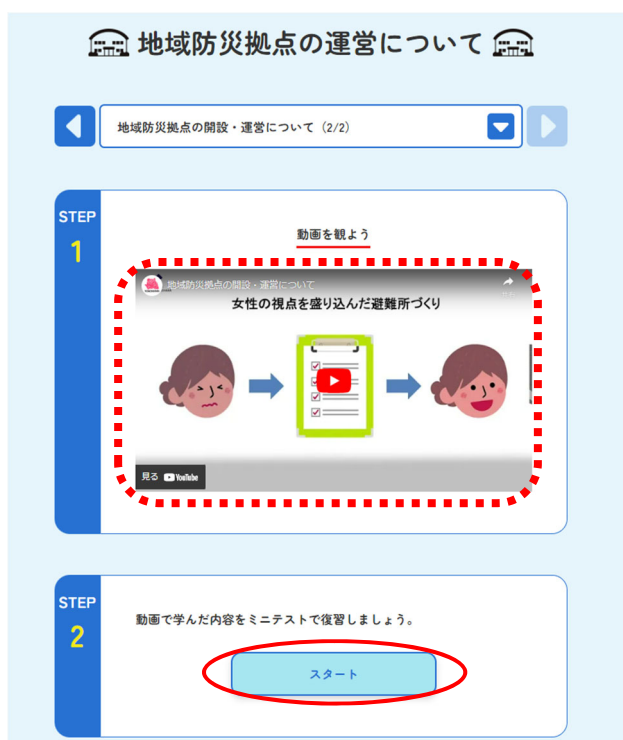 地域防災拠点の運営について
地域防災拠点の開設・運営について（2/2）
STEP
1
動画を観よう
地域防災拠点の開設・運営について
女性の視点を盛り込んだ避難所づくり
見る YouTube
STEP
2
動画で学んだ内容をミニテストで復習しましょう。
スタート